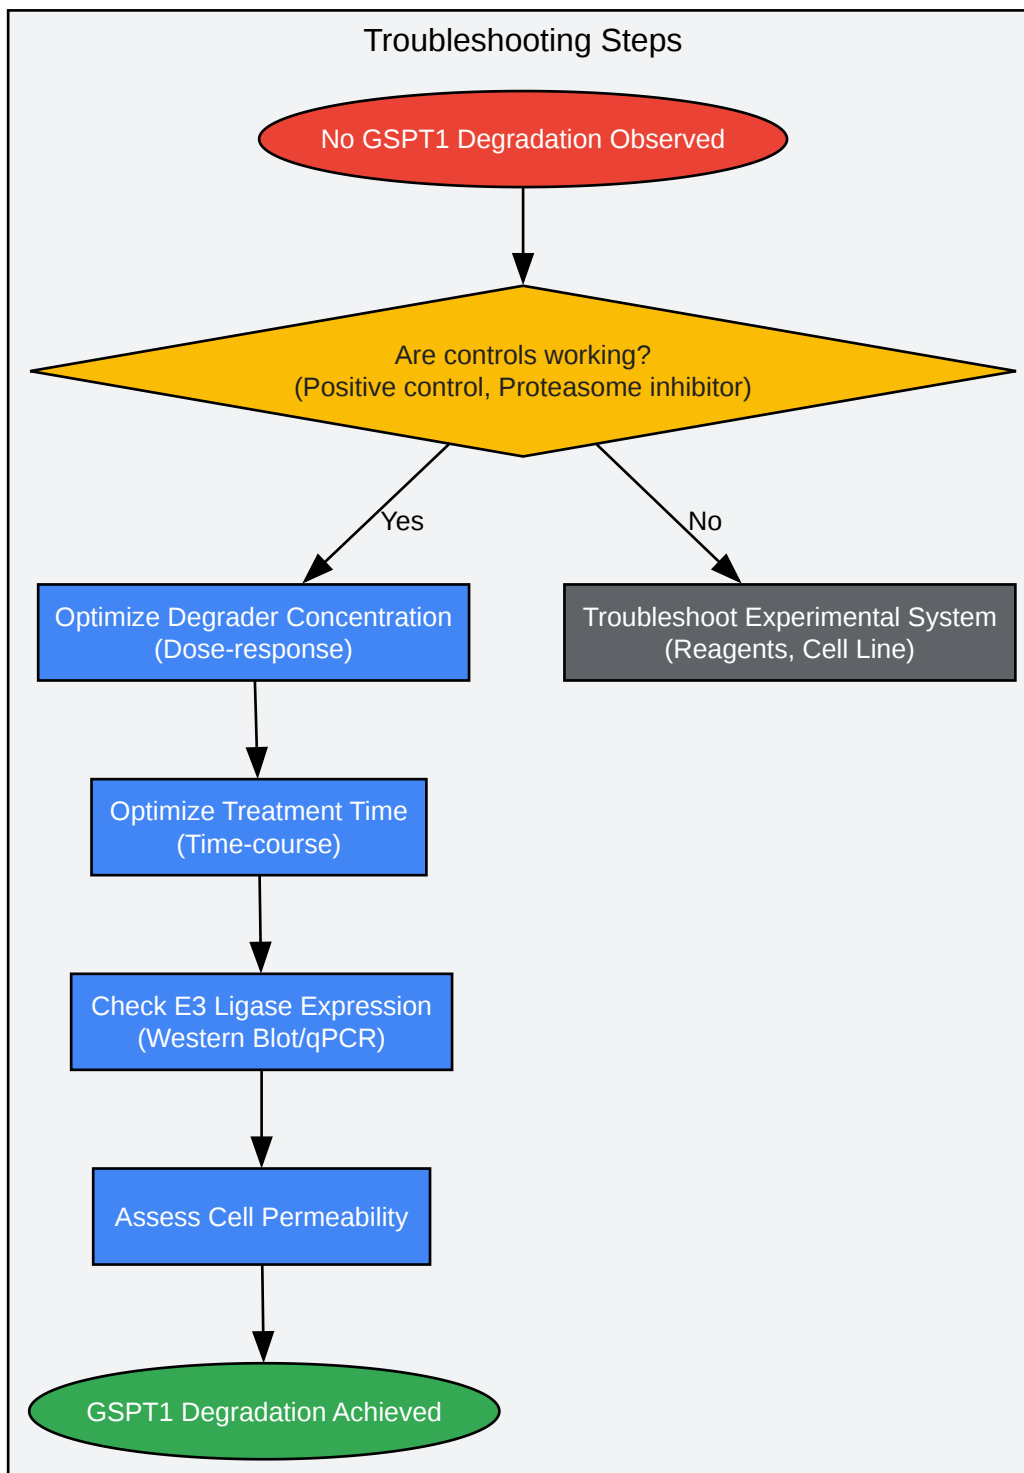 Troubleshooting Steps
No GSPT1 Degradation Observed
Are controls working?
(Positive control, Proteasome inhibitor)
Yes
No
Optimize Degrader Concentration
(Dose-response)
Troubleshoot Experimental System
(Reagents, Cell Line)
Optimize Treatment Time
(Time-course)
Check E3 Ligase Expression
(Western Blot/qPCR)
Assess Cell Permeability
GSPT1 Degradation Achieved